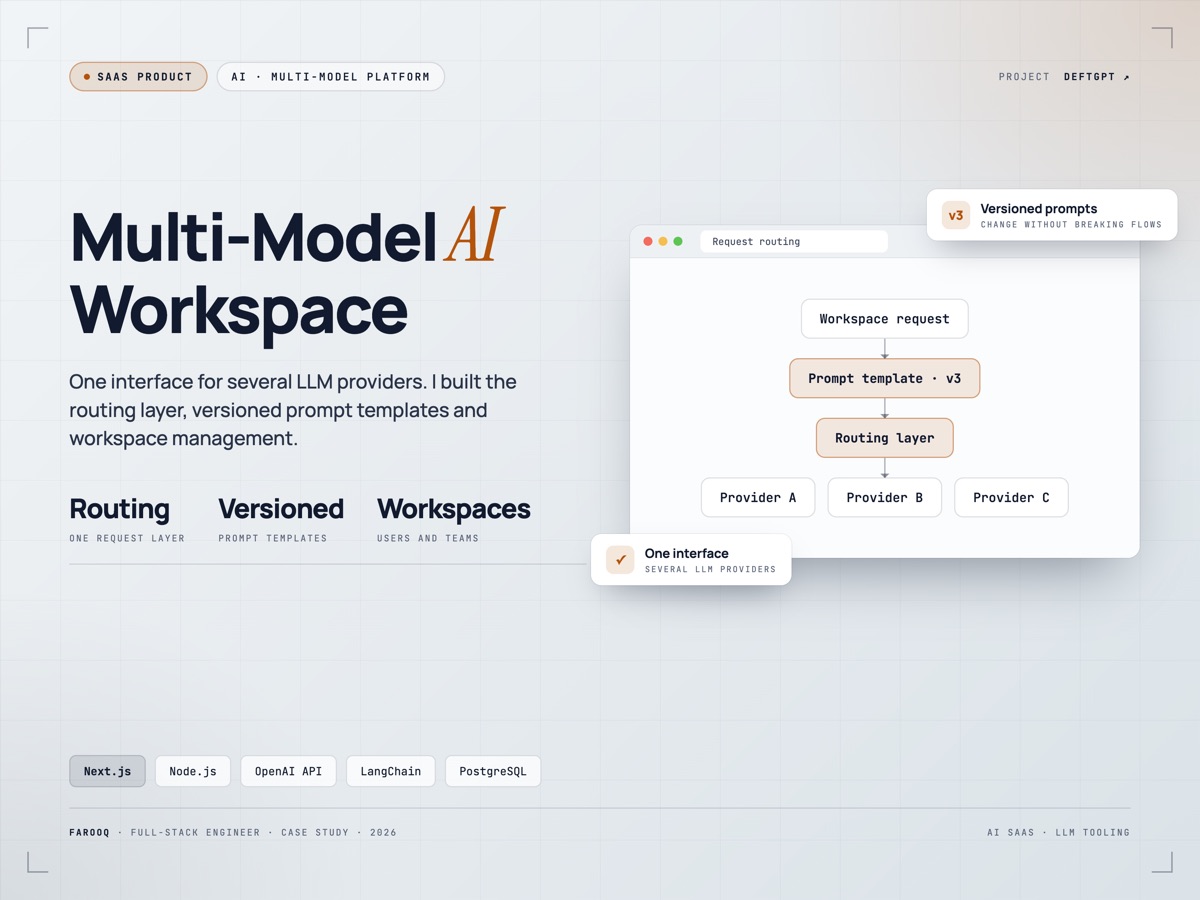 SAAS PRODUCT
AI · MULTI-MODEL PLATFORM
PROJECT DEFTGPT ↗
Multi-Model AI
Workspace
One interface for several LLM providers. I built the
routing layer, versioned prompt templates and
workspace management.
Routing
ONE REQUEST LAYER
Versioned
PROMPT TEMPLATES
Workspaces
USERS AND TEAMS
v3
Versioned prompts
CHANGE WITHOUT BREAKING FLOWS
Request routing
Workspace request
Prompt template · v3
Routing layer
Provider A
Provider B
Provider C
✓
One interface
SEVERAL LLM PROVIDERS
Next.js
Node.js
OpenAI API
LangChain
PostgreSQL
FAROOQ · FULL-STACK ENGINEER · CASE STUDY · 2026
AI SAAS · LLM TOOLING